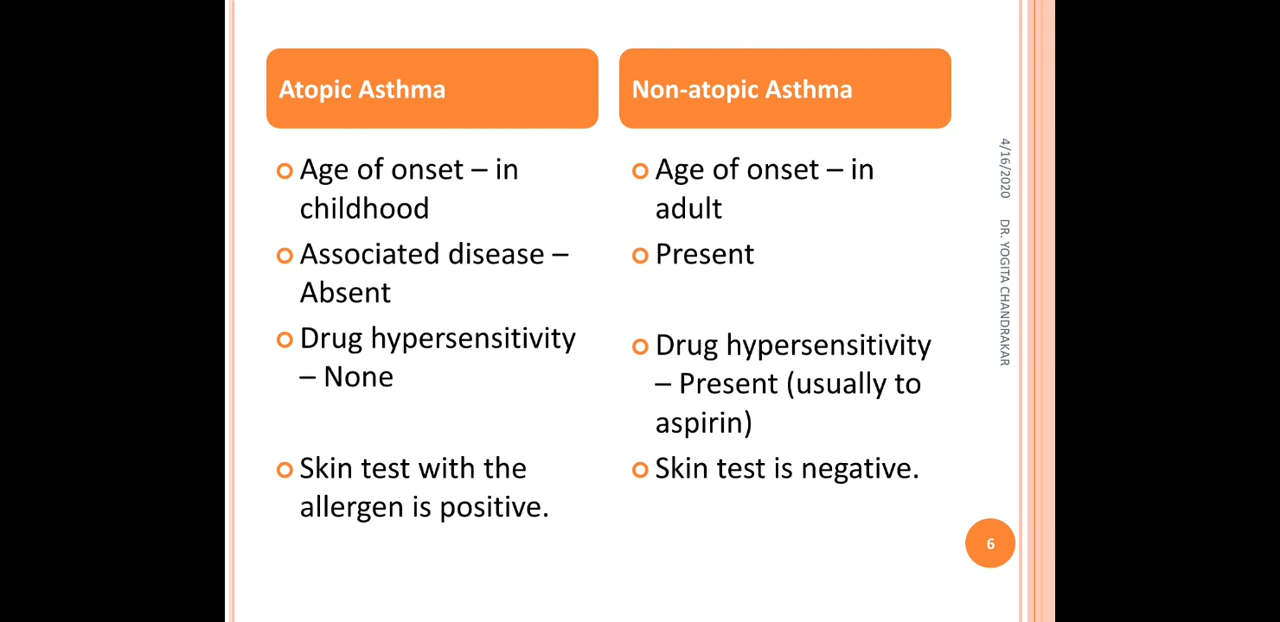 Atopic Asthma
Age of onset – in
childhood
Associated disease –
Absent
Drug hypersensitivity
– None
Skin test with the
allergen is positive.
Non-atopic Asthma
Age of onset – in
adult
Present
Drug hypersensitivity
– Present (usually to
aspirin)
Skin test is negative.
4/16/2020 DR. YOGITA CHANDRAKAR
6